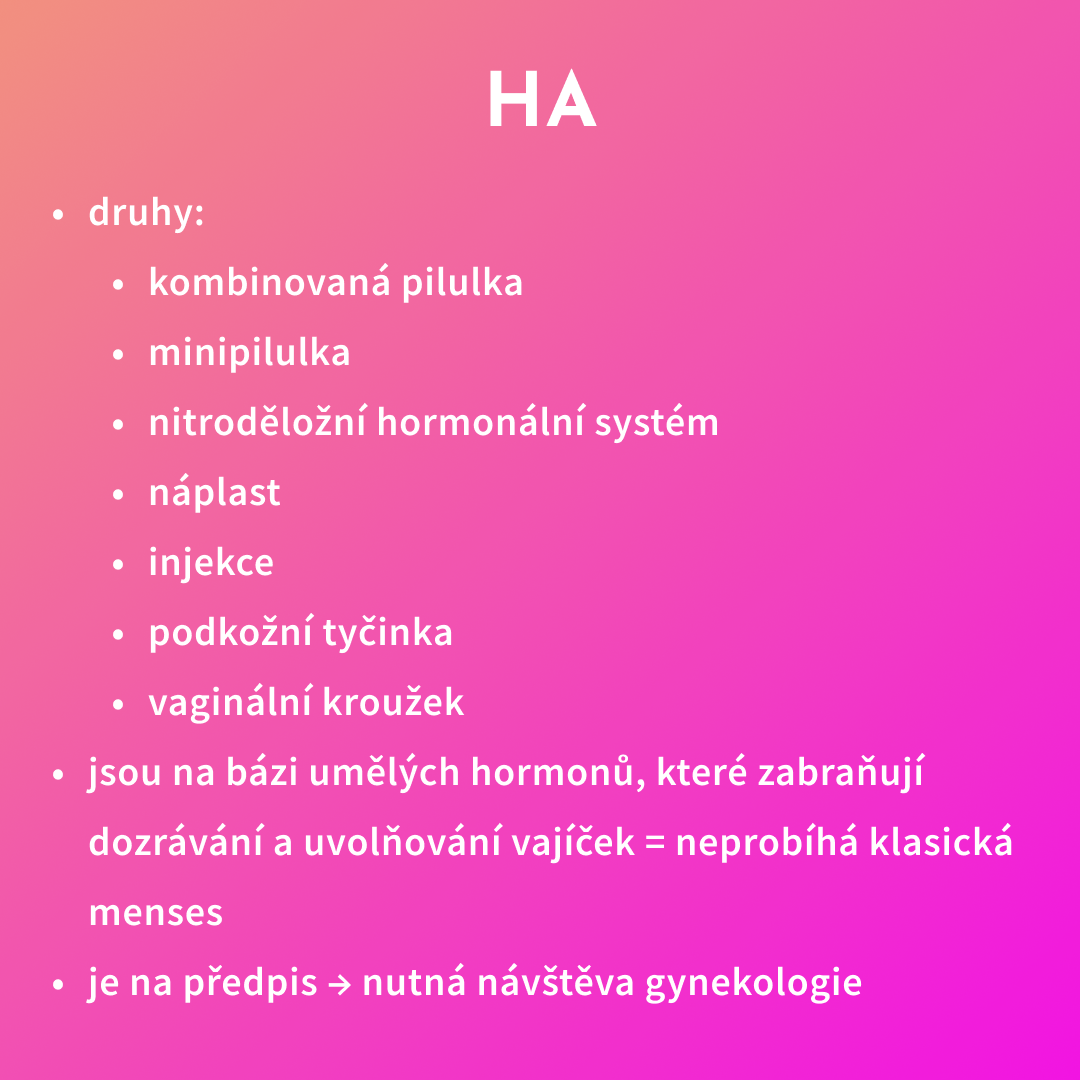 HA
• druhy:
• kombinovaná pilulka
• minipilulka
• nitroděložní hormonální systém
• náplast
• injekce
• podkožní tyčinka
• vaginální kroužek
• jsou na bázi umělých hormonů, které zabraňují
dozrávání a uvolňování vajíček = neprobíhá klasická
menses
• je na předpis → nutná návštěva gynekologie